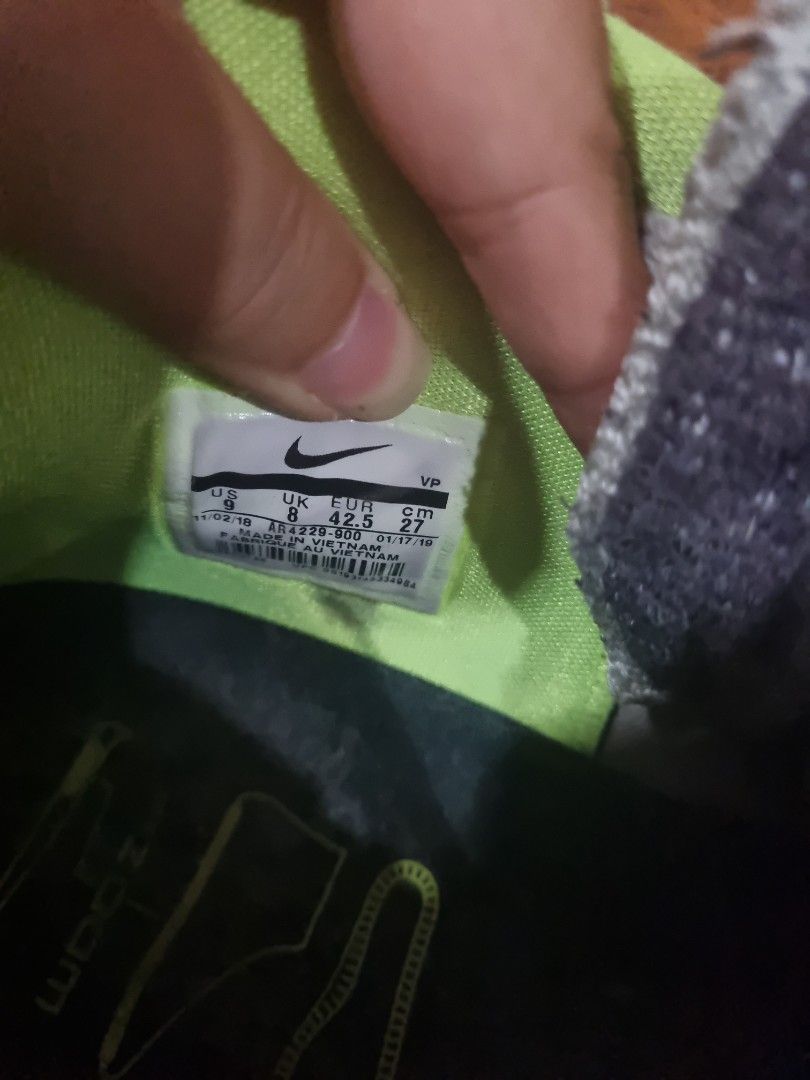 VP
US UK EUR cm
9 8 42.5 27
11/02/18 AR4229-900 01/17/19
MADE IN VIETNAM
FABRIQUE AU VIETNAM
ZOOM